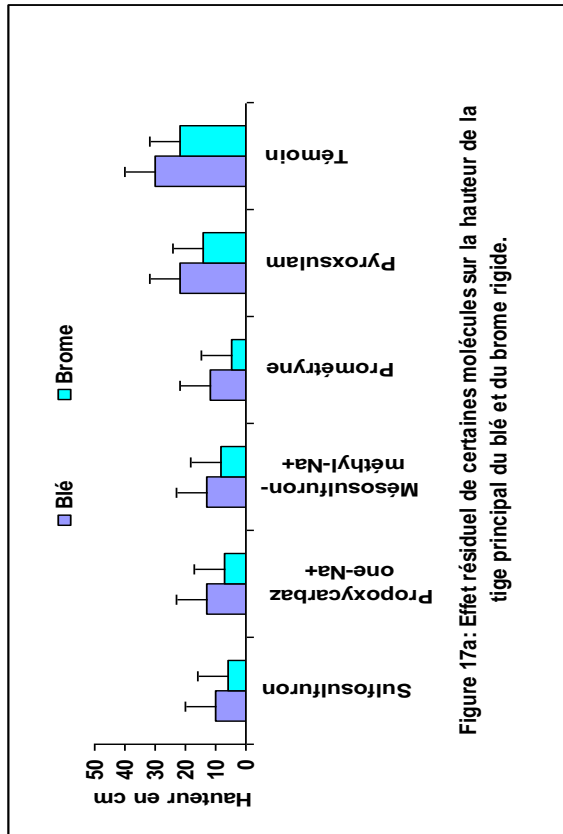 Blé
Brome
Hauteur en cm
50
40
30
20
10
0
Sulfosulfuron
Propoxycarbaz
one-Na+
Mésosulfuron-
méthyl-Na+
Prométryne
Pyroxsulam
Témoin
Figure 17a: Effet résiduel de certaines molécules sur la hauteur de la
tige principal du blé et du brome rigide.